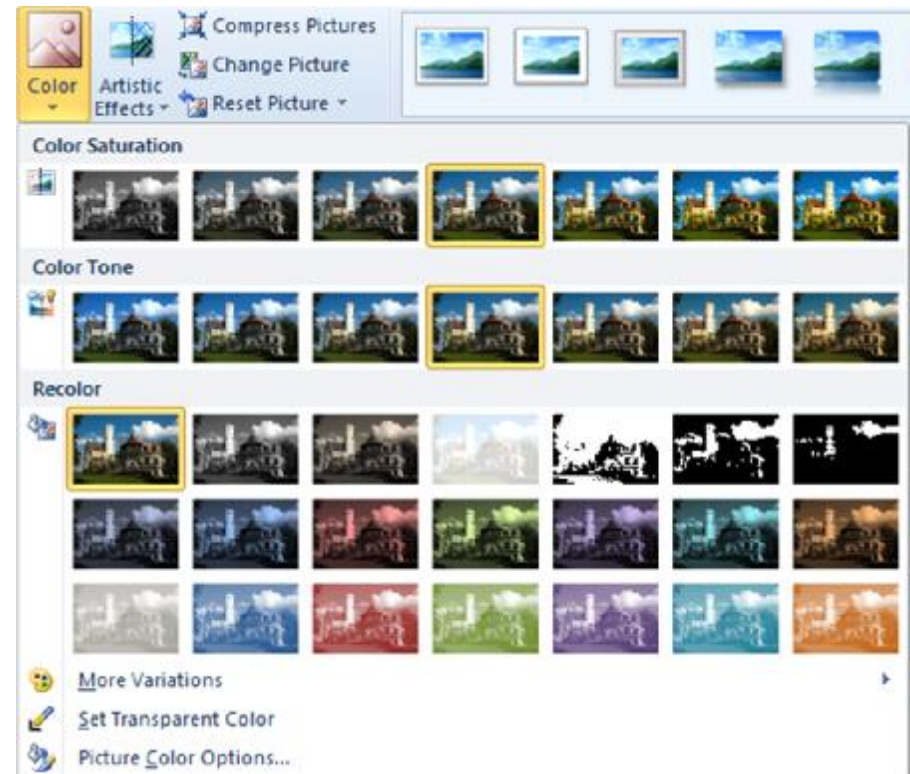 Compress Pictures
Change Picture
Color
Artistic
Effects
Reset Picture
Color Saturation
Color Tone
Recolor
More Variations
Set Transparent Color
Picture Color Options...